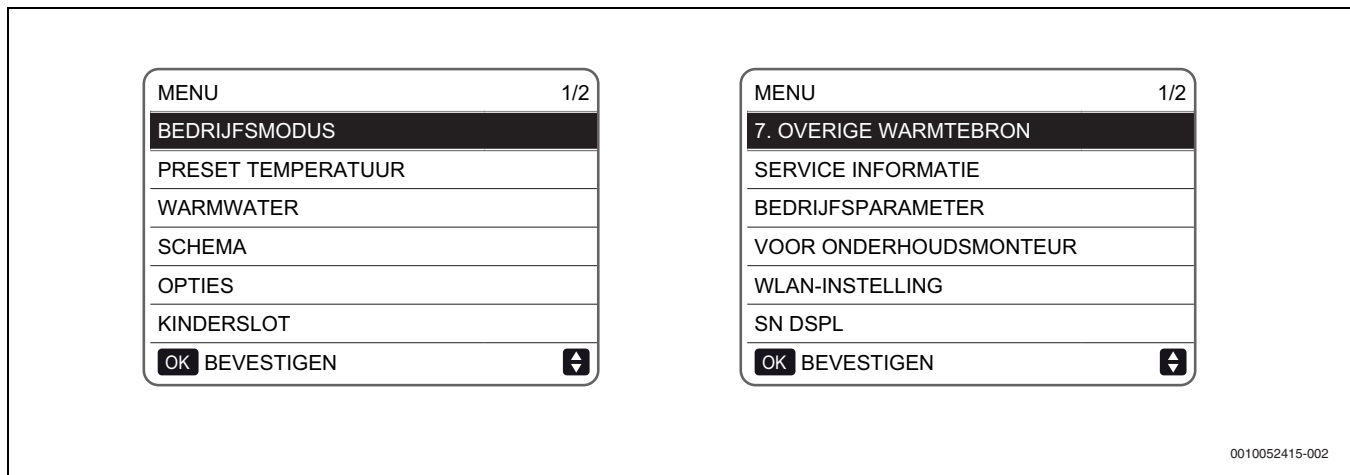 MENU 1/2
BEDRIJFSMODUS
PRESET TEMPERATUUR
WARMWATER
SCHEMA
OPTIES
KINDERSLOT
OK BEVESTIGEN
MENU 1/2
7. OVERIGE WARMTEBRON
SERVICE INFORMATIE
BEDRIJFSPARAMETER
VOOR ONDERHOUDSMONTEUR
WLAN-INSTELLING
SN DSPL
OK BEVESTIGEN
0010052415-002